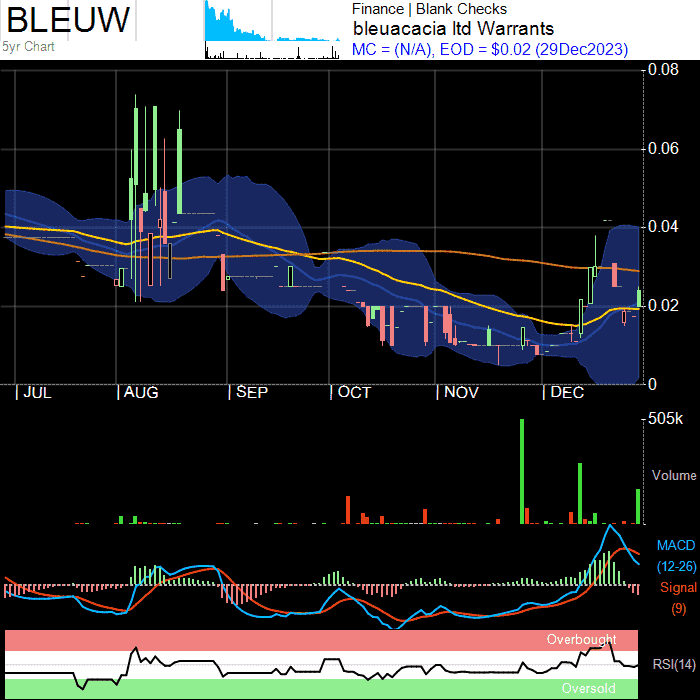 BLEUW
5yr Chart
Finance | Blank Checks
bleuacacia ltd Warrants
MC = (N/A), EOD = $0.02 (29Dec2023)
0.08
0.06
0.04
0.02
0
JUL AUG SEP OCT NOV DEC
505k
Volume
MACD
(12-26)
Signal
(9)
Overbought
RSI(14)
Oversold